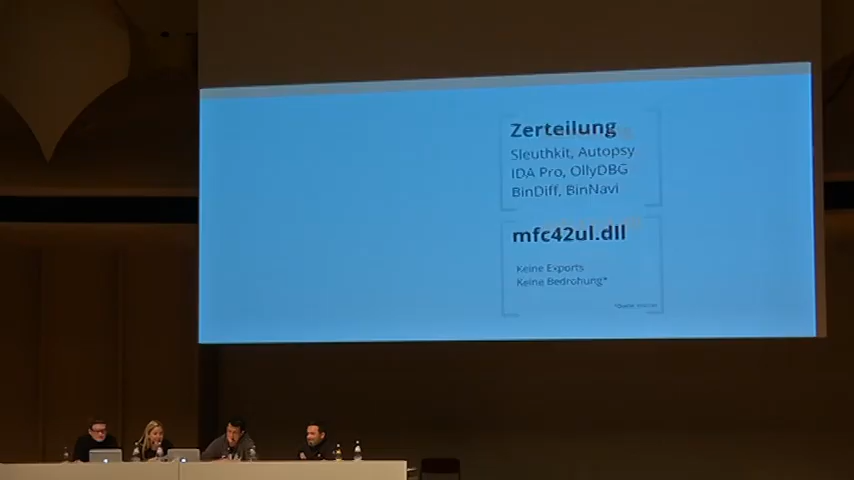 Zerteilung
Sleuthkit, Autopsy
IDA Pro, OllyDBG
BinDiff, BinNavi
mfc42ul.dll
Keine Exports
Keine Bedrohung*